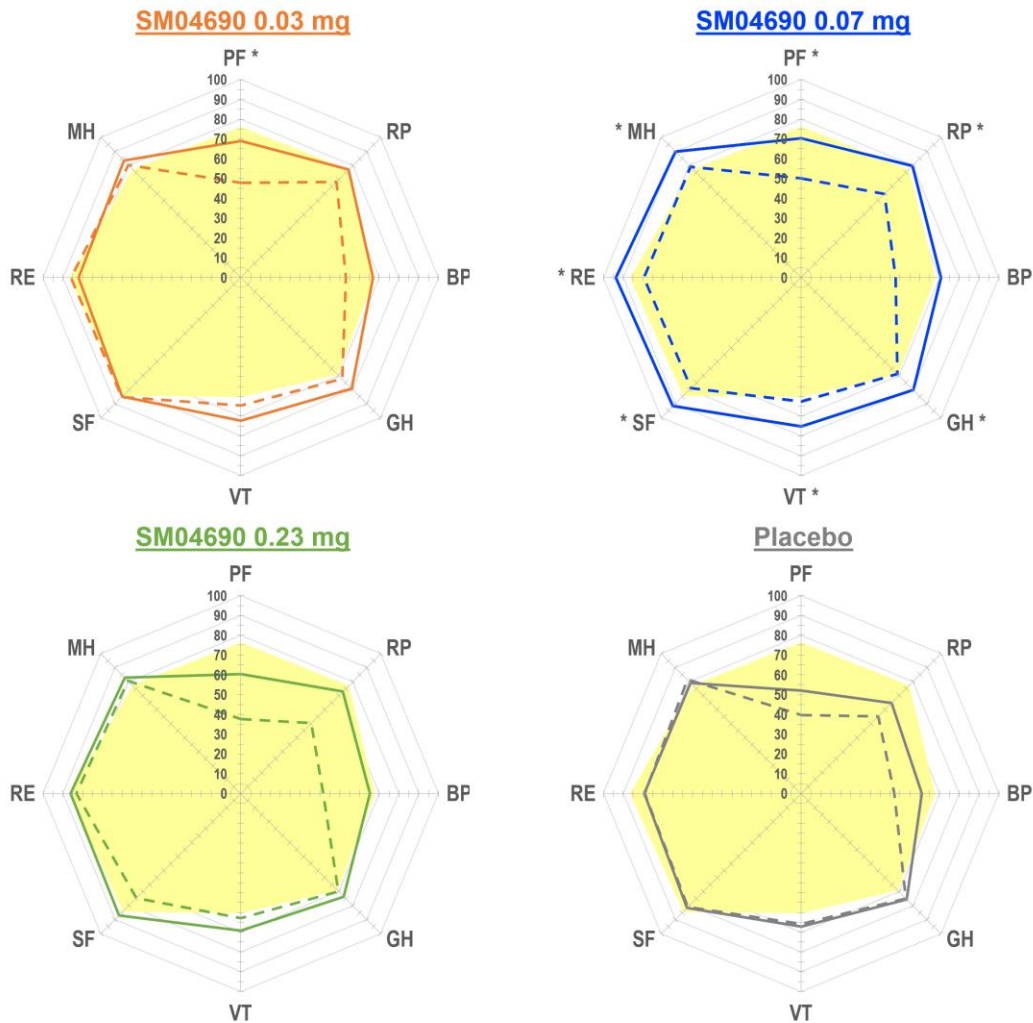 SM04690 0.03 mg
PF *
100
90
80
70
60
50
40
30
20
10
0
MH
RP
RE
BP
SF
GH
VT
SM04690 0.07 mg
PF *
100
90
80
70
60
50
40
30
20
10
0
* MH
RP *
* RE
BP
* SF
GH *
VT *
SM04690 0.23 mg
PF
100
90
80
70
60
50
40
30
20
10
0
MH
RP
RE
BP
SF
GH
VT
Placebo
PF
100
90
80
70
60
50
40
30
20
10
0
MH
RP
RE
BP
SF
GH
VT